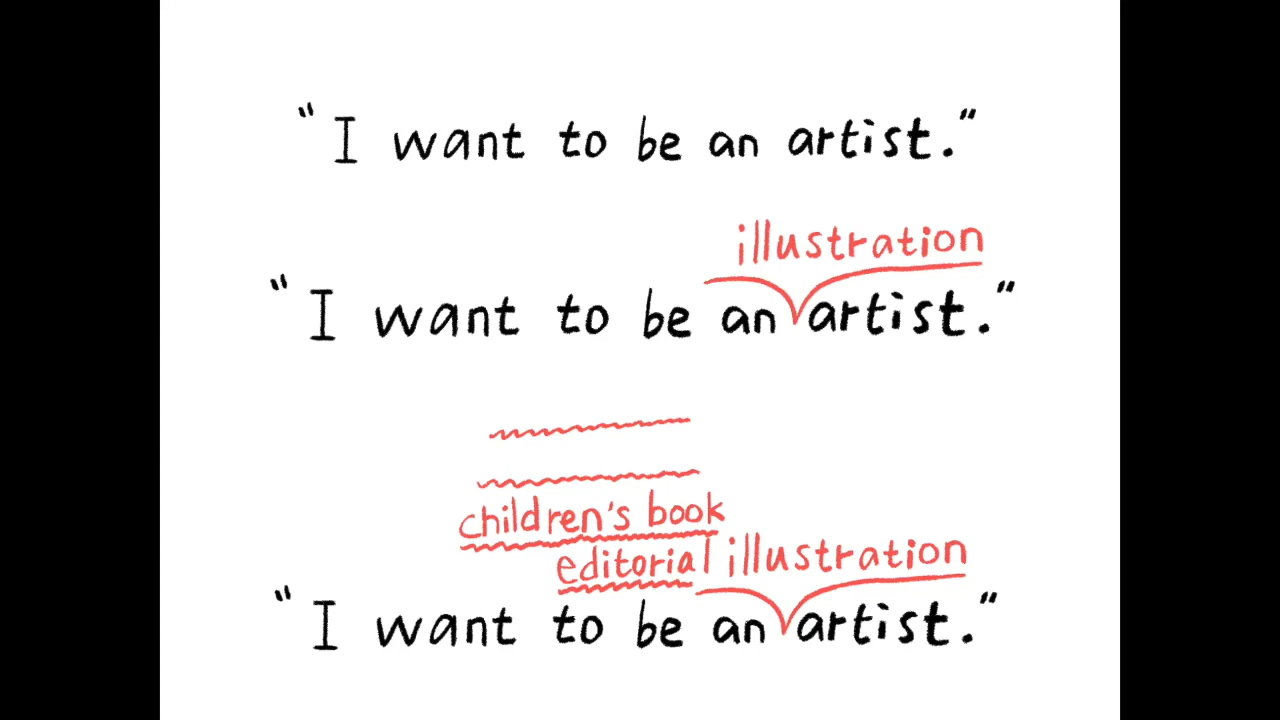 "I want to be an artist."
illustration
"I want to be an artist."
children's book
editorial illustration
"I want to be an artist."